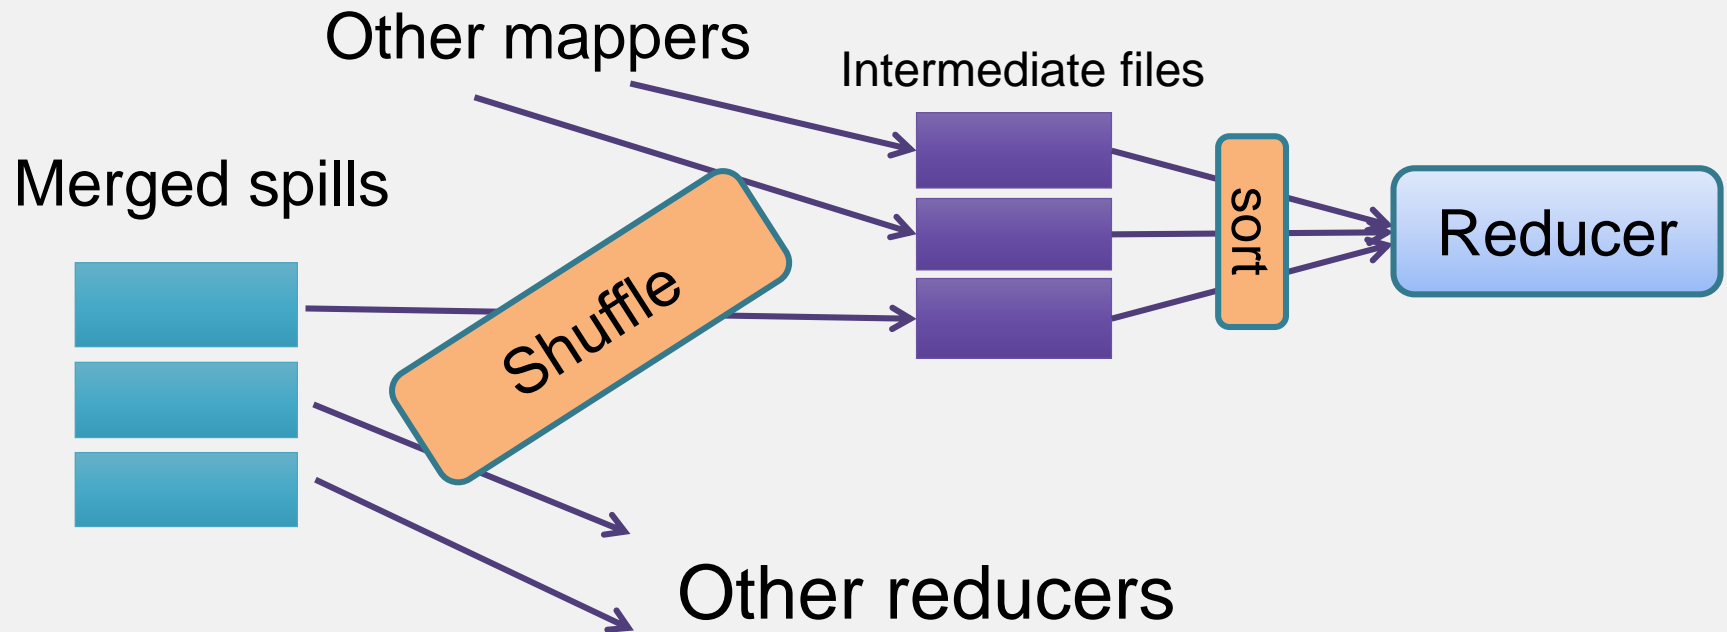 Other mappers
Intermediate files
Merged spills
Shuffle
sort
Reducer
Other reducers